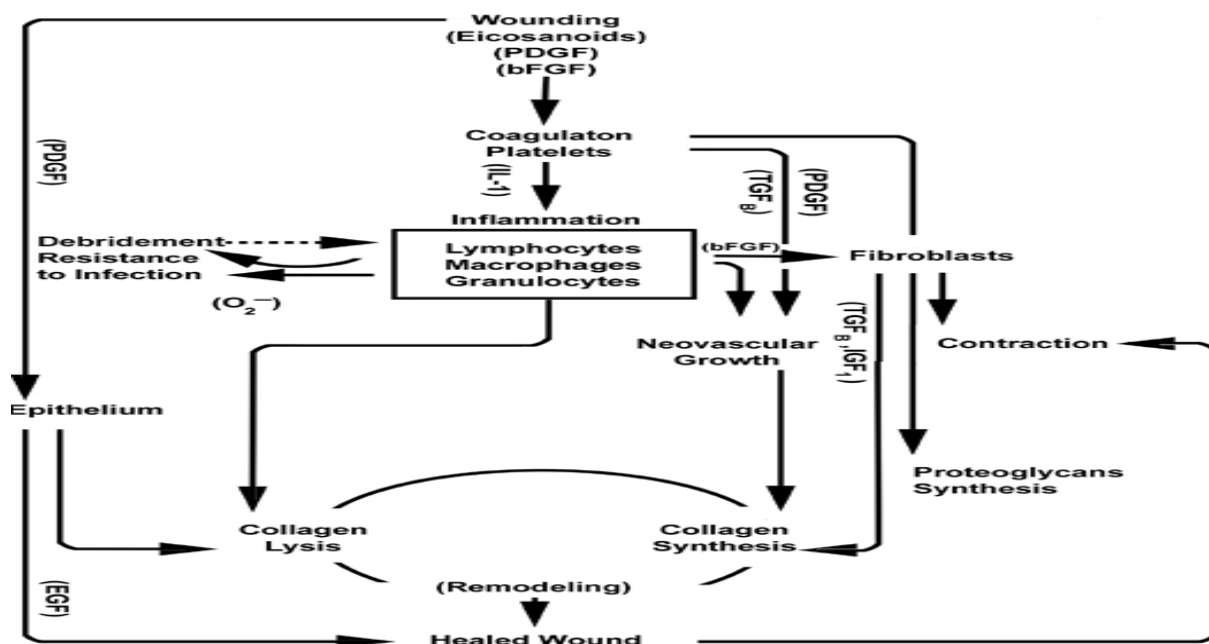 Wounding
(Eicosanoids)
(PDGF)
(bFGF)
(PDGF)
Coagulaton
Platelets
(IL-1)
(TGF B)
(PDGF)
Inflammation
Lymphocytes
Macrophages
Granulocytes
Debridement
Resistance
to Infection
(O₂⁻)
(bFGF)
Fibroblasts
Neovascular
Growth
(TGF B, IGF 1)
Contraction
Epithelium
Proteoglycans
Synthesis
Collagen
Lysis
Collagen
Synthesis
(EGF)
(Remodeling)
Healed Wound